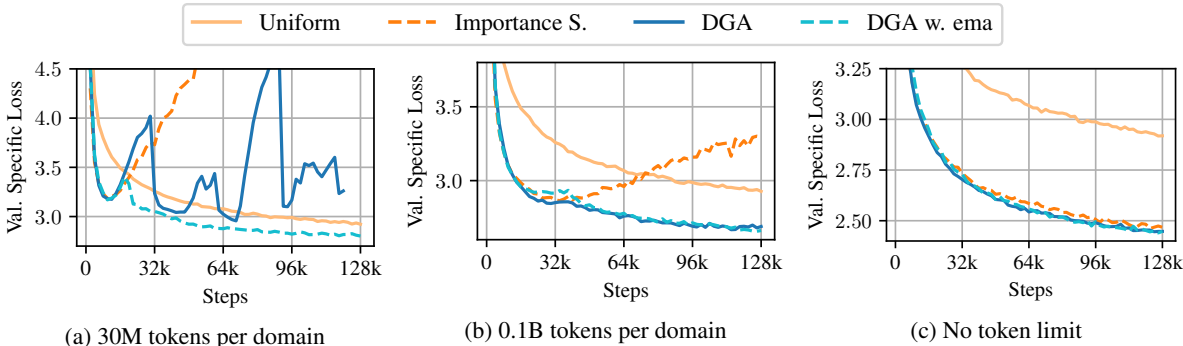 Uniform Importance S. DGA DGA w. ema
Val. Specific Loss
4.5
4.0
3.5
3.0
0 32k 64k 96k 128k
Steps
(a) 30M tokens per domain
Val. Specific Loss
3.5
3.0
0 32k 64k 96k 128k
Steps
(b) 0.1B tokens per domain
Val. Specific Loss
3.25
3.00
2.75
2.50
0 32k 64k 96k 128k
Steps
(c) No token limit